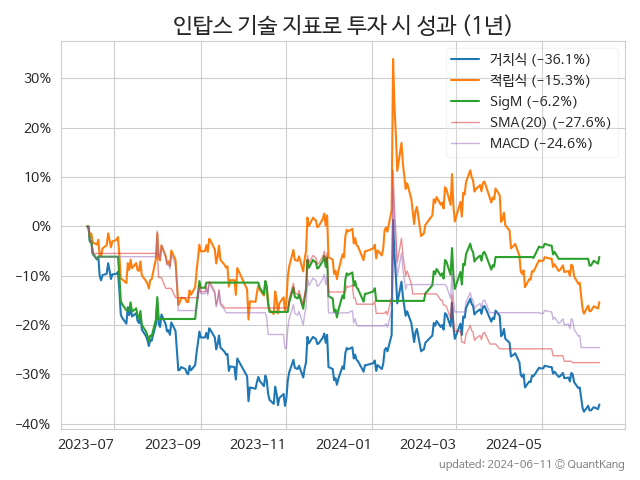 인탑스 기술 지표로 투자 시 성과 (1년)
거치식 (−36.1%)
적립식 (−15.3%)
SigM (−6.2%)
SMA(20) (−27.6%)
MACD (−24.6%)
30%
20%
10%
0%
−10%
−20%
−30%
−40%
2023-07 2023-09 2023-11 2024-01 2024-03 2024-05
updated: 2024-06-11 © QuantKang